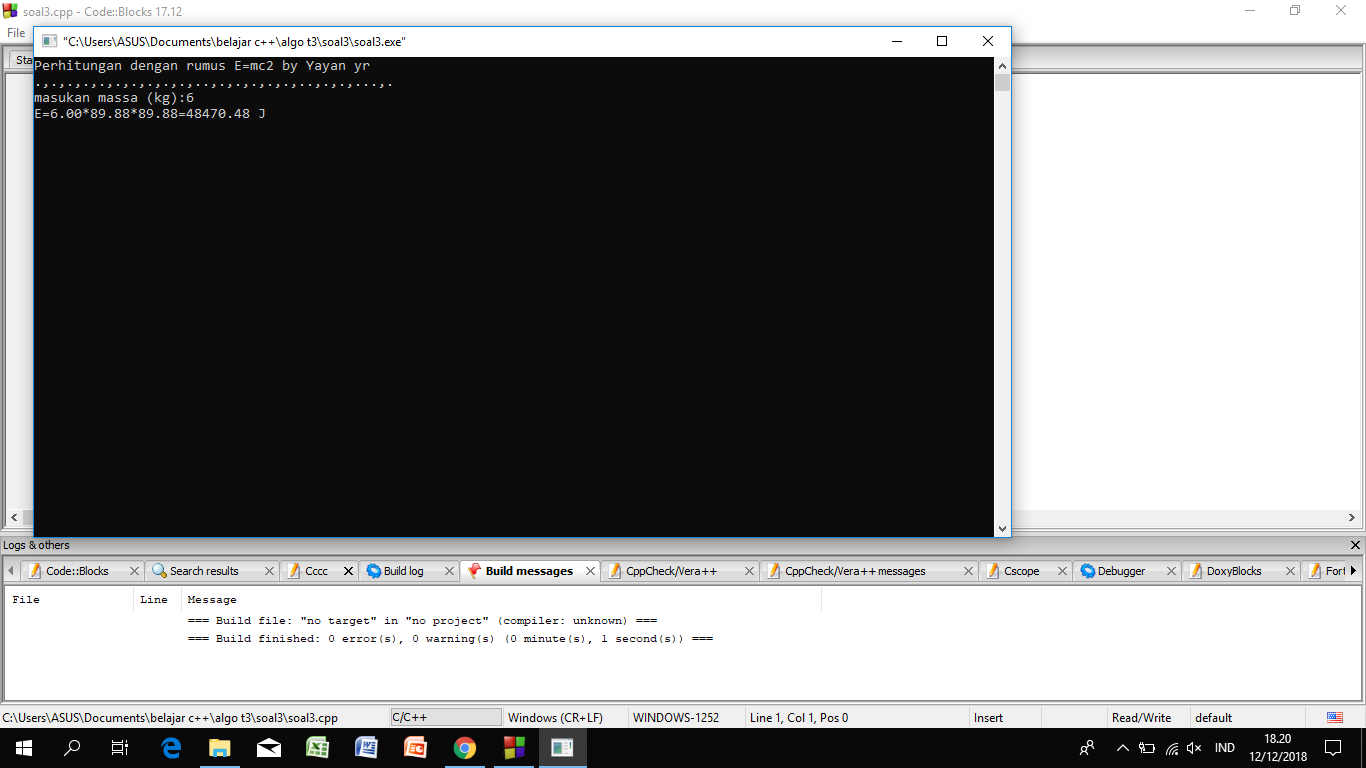 soal3.cpp - Code::Blocks 17.12
File
"C:\Users\ASUS\Documents\belajar c++\algo t3\soal3\soal3.exe"
Sta
Perhitungan dengan rumus E=mc2 by Yayan yr
.,.,.,.,.,.,.,.,.,.,..,.,.,.,.,.,..,.,.,...,.
masukan massa (kg):6
E=6.00*89.88*89.88=48470.48 J
Logs & others
Code::Blocks Search results Cccc Build log Build messages CppCheck/Vera++ CppCheck/Vera++ messages Cscope Debugger DoxyBlocks Fort
File Line Message
=== Build file: "no target" in "no project" (compiler: unknown) ===
=== Build finished: 0 error(s), 0 warning(s) (0 minute(s), 1 second(s)) ===
C:\Users\ASUS\Documents\belajar c++\algo t3\soal3\soal3.cpp C/C++ Windows (CR+LF) WINDOWS-1252 Line 1, Col 1, Pos 0 Insert Read/Write default
IND
18.20
12/12/2018